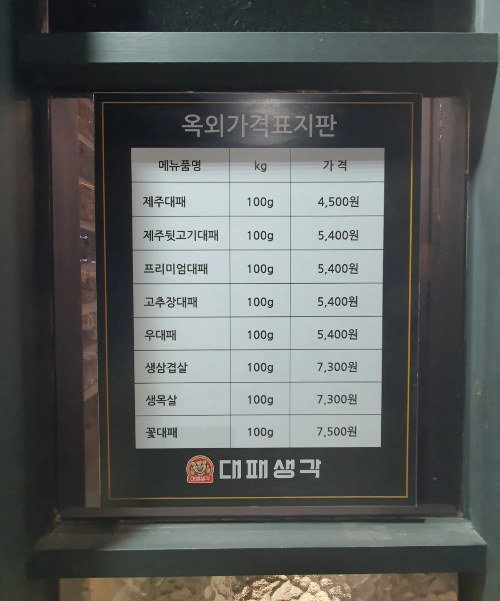 옥외가격표지판
메뉴품명 kg 가 격
제주대패 100g 4,500원
제주뒷고기대패 100g 5,400원
프리미엄대패 100g 5,400원
고추장대패 100g 5,400원
우대패 100g 5,400원
생삼겹살 100g 7,300원
생목살 100g 7,300원
꽃대패 100g 7,500원
대패생각 대패생각